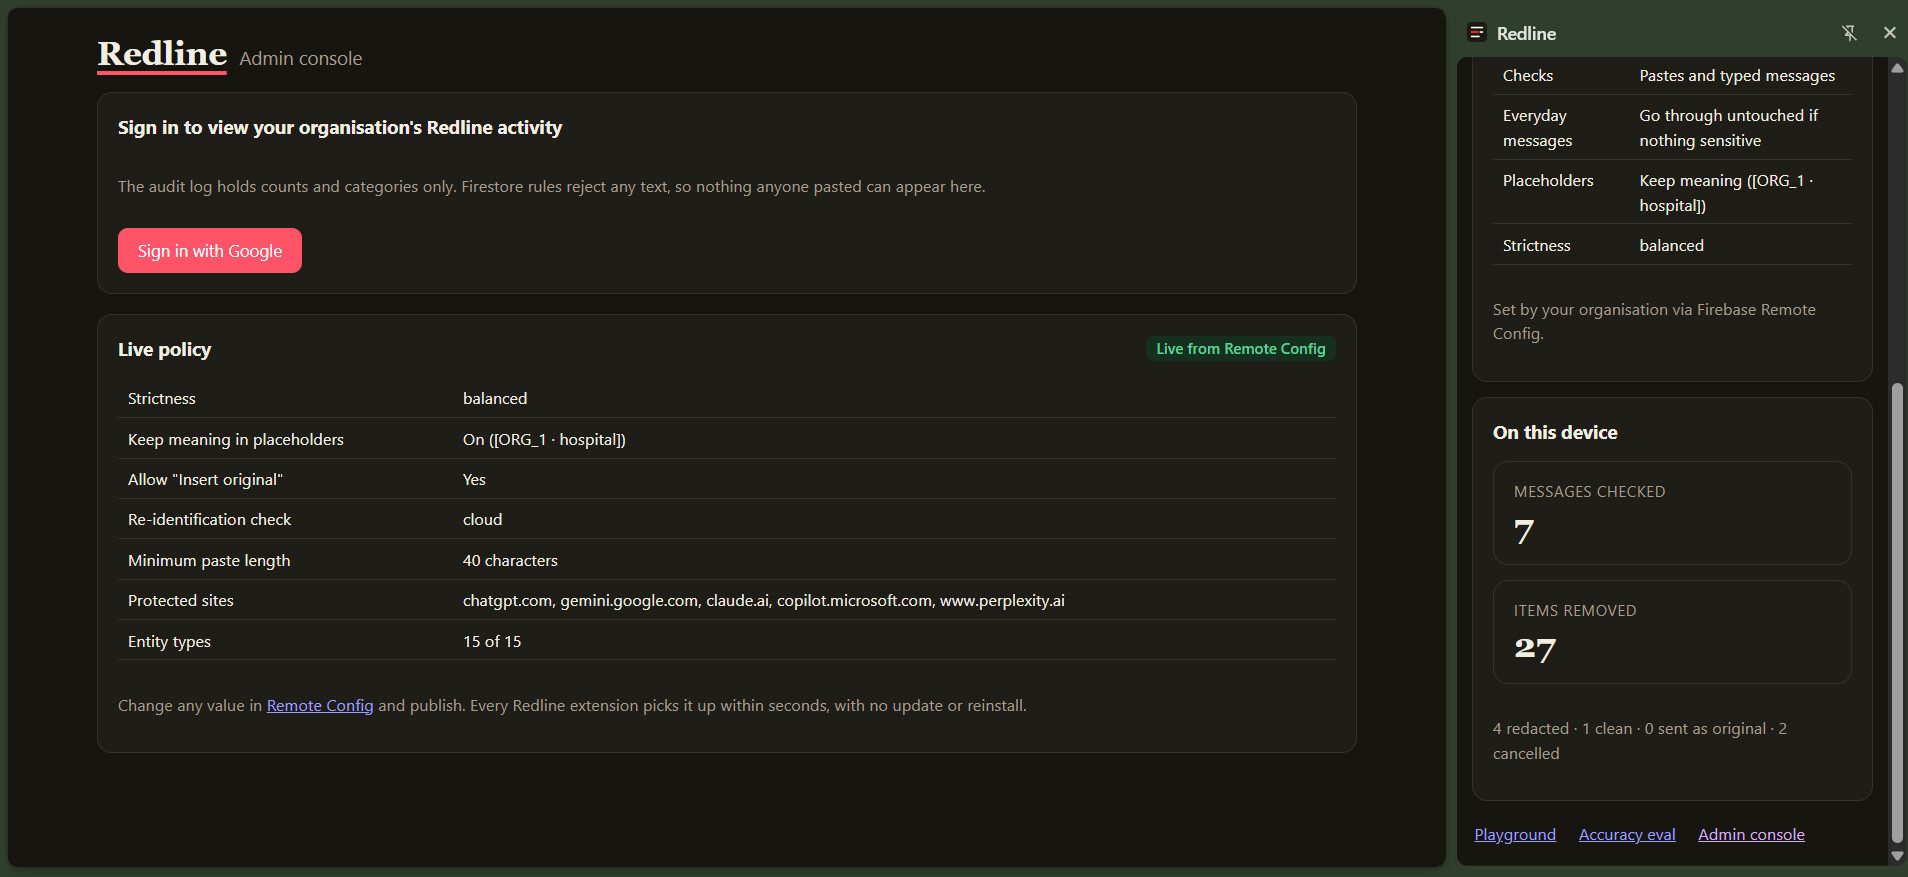 Redline Admin console
Sign in to view your organisation's Redline activity
The audit log holds counts and categories only. Firestore rules reject any text, so nothing anyone pasted can appear here.
Sign in with Google
Live policy
Live from Remote Config
Strictness balanced
Keep meaning in placeholders On ([ORG_1 · hospital])
Allow "Insert original" Yes
Re-identification check cloud
Minimum paste length 40 characters
Protected sites chatgpt.com, gemini.google.com, claude.ai, copilot.microsoft.com, www.perplexity.ai
Entity types 15 of 15
Change any value in Remote Config and publish. Every Redline extension picks it up within seconds, with no update or reinstall.
Redline
Checks Pastes and typed messages
Everyday messages Go through untouched if nothing sensitive
Placeholders Keep meaning ([ORG_1 · hospital])
Strictness balanced
Set by your organisation via Firebase Remote
Config.
On this device
MESSAGES CHECKED
7
ITEMS REMOVED
27
4 redacted · 1 clean · 0 sent as original · 2
cancelled
Playground Accuracy eval Admin console